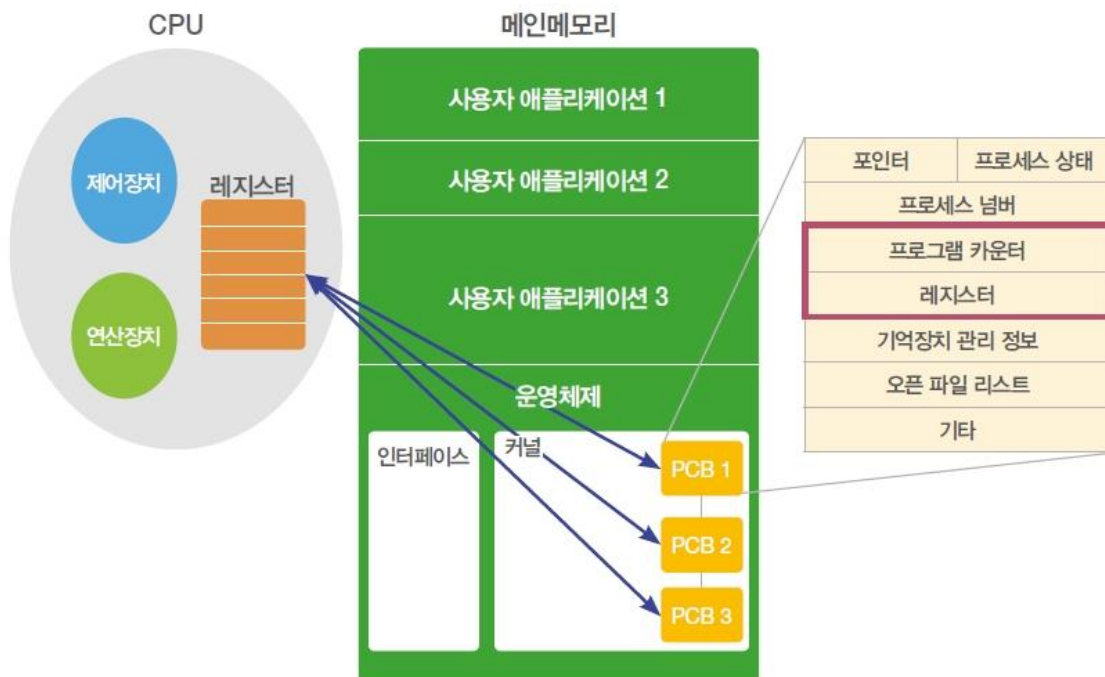 CPU
메인메모리
제어장치
레지스터
연산장치
사용자 애플리케이션 1
사용자 애플리케이션 2
사용자 애플리케이션 3
운영체제
인터페이스
커널
PCB 1
PCB 2
PCB 3
포인터
프로세스 상태
프로세스 넘버
프로그램 카운터
레지스터
기억장치 관리 정보
오픈 파일 리스트
기타